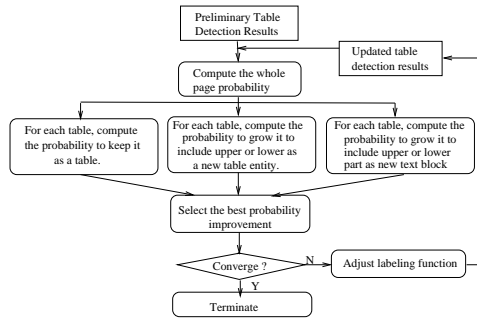 Preliminary Table
Detection Results
Updated table
detection results
Compute the whole
page probability
For each table, compute
the probability to keep it
as a table.
For each table, compute the
probability to grow it to
include upper or lower as
a new table entity.
For each table, compute the
probability to grow it to
include upper or lower
part as new text block
Select the best probability
improvement
Converge ?
N
Adjust labeling function
Y
Terminate